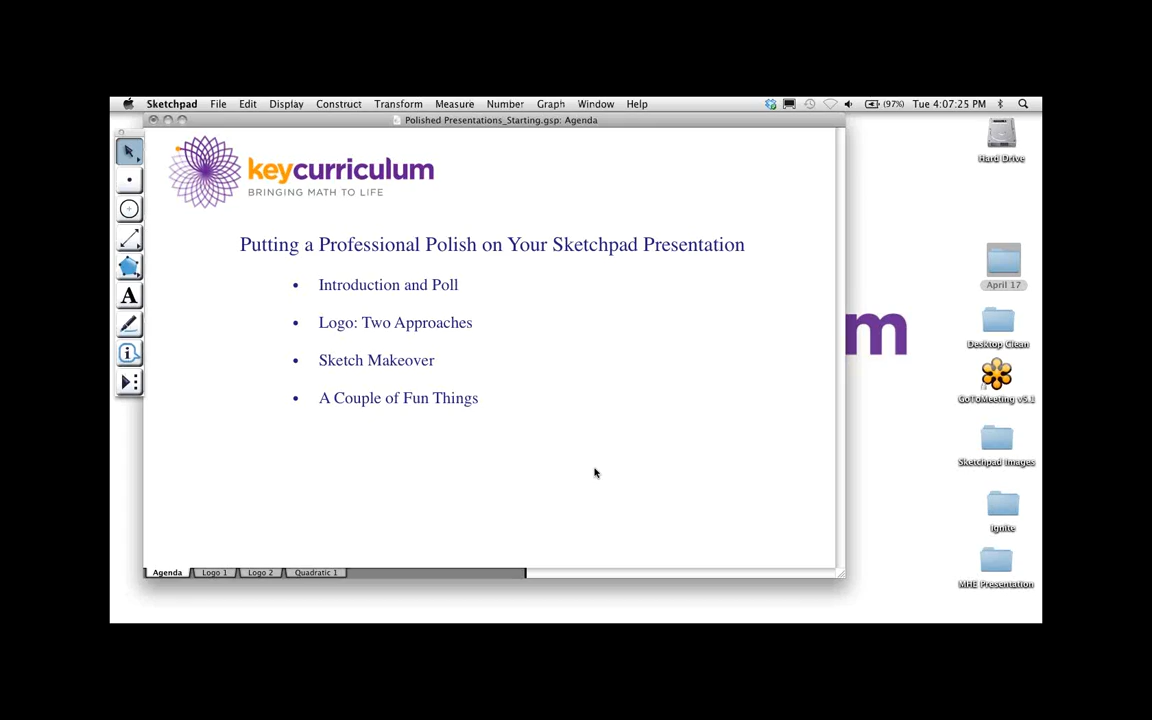 Sketchpad File Edit Display Construct Transform Measure Number Graph Window Help (97%) Tue 4:07:25 PM
Polished Presentations_Starting.gsp: Agenda
keycurriculum
BRINGING MATH TO LIFE
Putting a Professional Polish on Your Sketchpad Presentation
• Introduction and Poll
• Logo: Two Approaches
• Sketch Makeover
• A Couple of Fun Things
A
m
Agenda Logo 1 Logo 2 Quadratic 1
Hard Drive
April 17
Desktop Clean
GoToMeeting v5.1
Sketchpad Images
Ignite
MHE Presentation